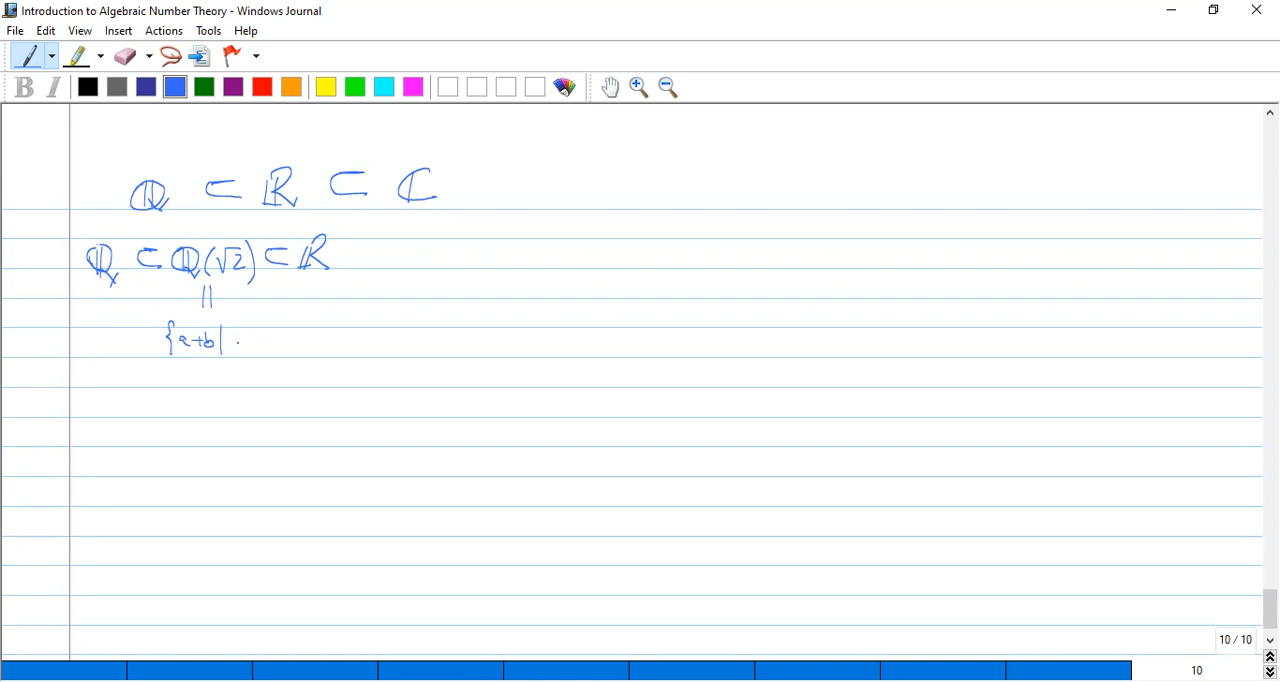 Introduction to Algebraic Number Theory - Windows Journal
File Edit View Insert Actions Tools Help
B I
ℚ ⊂ ℝ ⊂ ℂ
ℚ ⊂ ℚ(√2) ⊂ ℝ
||
{a+b| .
10 / 10
10